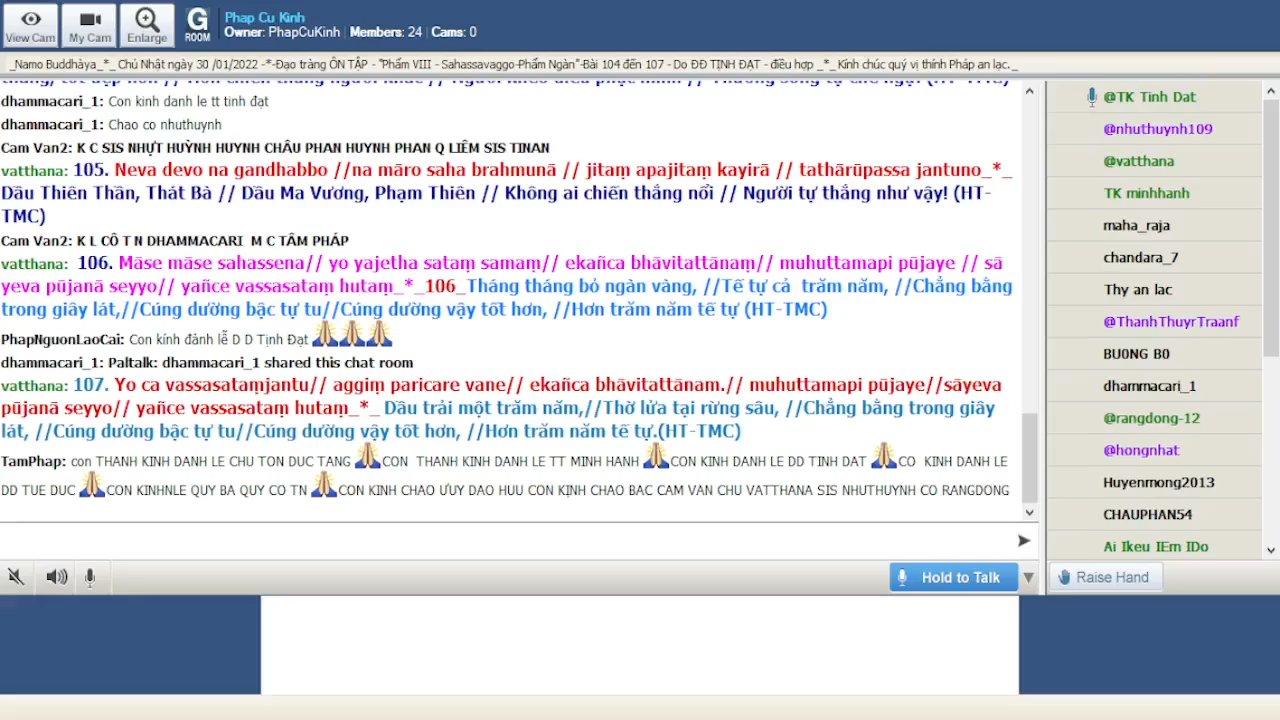 View Cam
My Cam
Enlarge
G
ROOM
Phap Cu Kinh
Owner: PhapCuKinh | Members: 24 | Cams: 0
_Namo Buddhàya_*_ Chủ Nhật ngày 30 /01/2022 -*-Đạo tràng ÔN TẬP - "Phẩm VIII - Sahassavaggo-Phẩm Ngàn"-Bài 104 đến 107 - Do ĐĐ TỊNH ĐẠT - điều hợp _*_Kính chúc quý vị thính Pháp an lạc._
dhammacari_1: Con kinh danh le tt tinh đạt
dhammacari_1: Chao co nhuthuynh
Cam Van2: K C SIS NHỰT HUỲNH HUYNH CHÂU PHAN HUYNH PHAN Q LIÊM SIS TINAN
vatthana: 105. Neva devo na gandhabbo //na māro saha brahmunā // jitaṃ apajitaṃ kayirā // tathārūpassa jantuno_*_
Dầu Thiên Thần, Thát Bà // Dầu Ma Vương, Phạm Thiên // Không ai chiến thắng nổi // Người tự thắng như vậy! (HT-
TMC)
Cam Van2: K L CÔ T N DHAMMACARI M C TÂM PHÁP
vatthana: 106. Māse māse sahassena// yo yajetha sataṃ samaṃ// ekañca bhāvitattānaṃ// muhuttamapi pūjaye // sā
yeva pūjanā seyyo// yañce vassasataṃ hutaṃ_*_106_Tháng tháng bỏ ngàn vàng, //Tế tự cả trăm năm, //Chẳng bằng
trong giây lát,//Cúng dường bậc tự tu//Cúng dường vậy tốt hơn, //Hơn trăm năm tế tự (HT-TMC)
PhapNguonLaoCai: Con kính đảnh lễ D D Tịnh Đạt 🙏🙏🙏
dhammacari_1: Paltalk: dhammacari_1 shared this chat room
vatthana: 107. Yo ca vassasataṃjantu// aggiṃ paricare vane// ekañca bhāvitattānam.// muhuttamapi pūjaye//sāyeva
pūjanā seyyo// yañce vassasataṃ hutaṃ_*_ Dầu trải một trăm năm,//Thờ lửa tại rừng sâu, //Chẳng bằng trong giây
lát, //Cúng dường bậc tự tu//Cúng dường vậy tốt hơn, //Hơn trăm năm tế tự.(HT-TMC)
TamPhap: con THANH KINH DANH LE CHU TON DUC TANG 🙏CON THANH KINH DANH LE TT MINH HANH 🙏CON KINH DANH LE DD TINH DAT 🙏CO KINH DANH LE
DD TUE DUC 🙏CON KINHNLE QUY BA QUY CO TN 🙏CON KINH CHAO ƯUY DAO HUU CON KỊNH CHAO BAC CAM VAN CHU VATTHANA SIS NHUTHUYNH CO RANGDONG
Hold to Talk
@TK Tinh Dat
@nhuthuynh109
@vatthana
TK minhhanh
maha_raja
chandara_7
Thy an lac
@ThanhThuyrTraanf
BU0NG B0
dhammacari_1
@rangdong-12
@hongnhat
Huyenmong2013
CHAUPHAN54
Ai Ikeu IEm IDo
Raise Hand